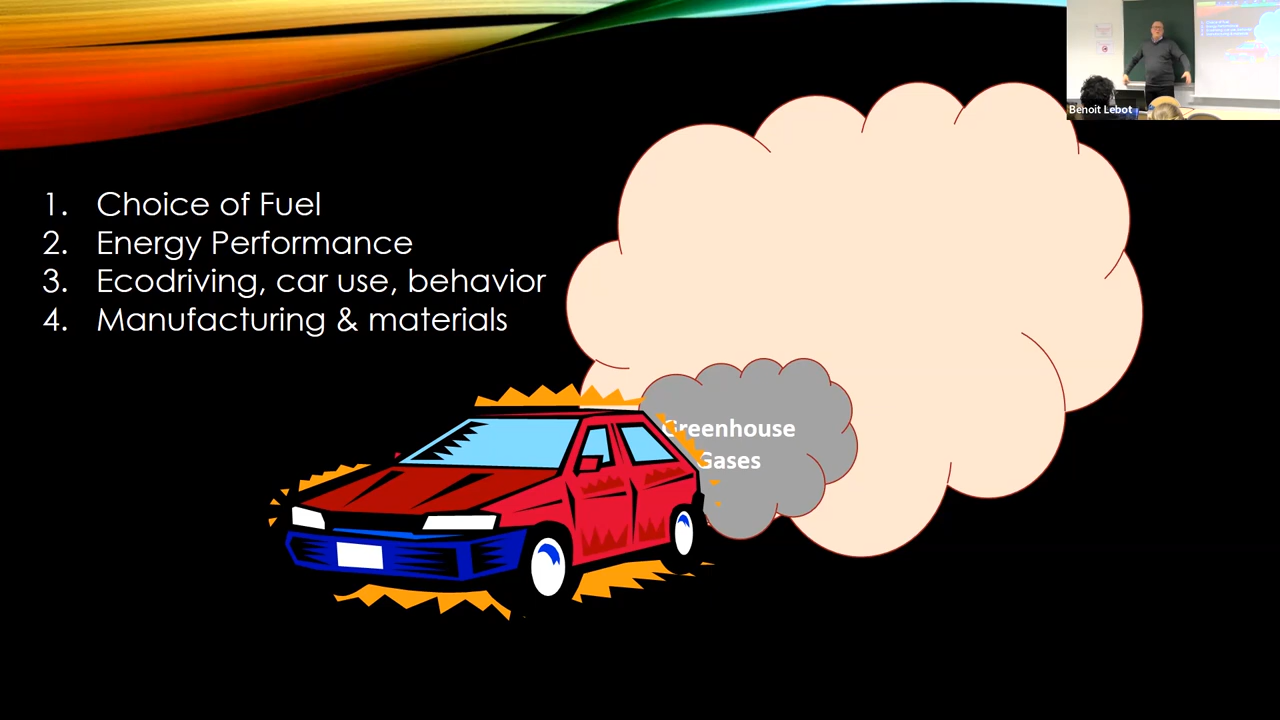 1. Choice of Fuel
2. Energy Performance
3. Ecodriving, car use, behavior
4. Manufacturing & materials
Greenhouse
Gases
Benoit Lebot